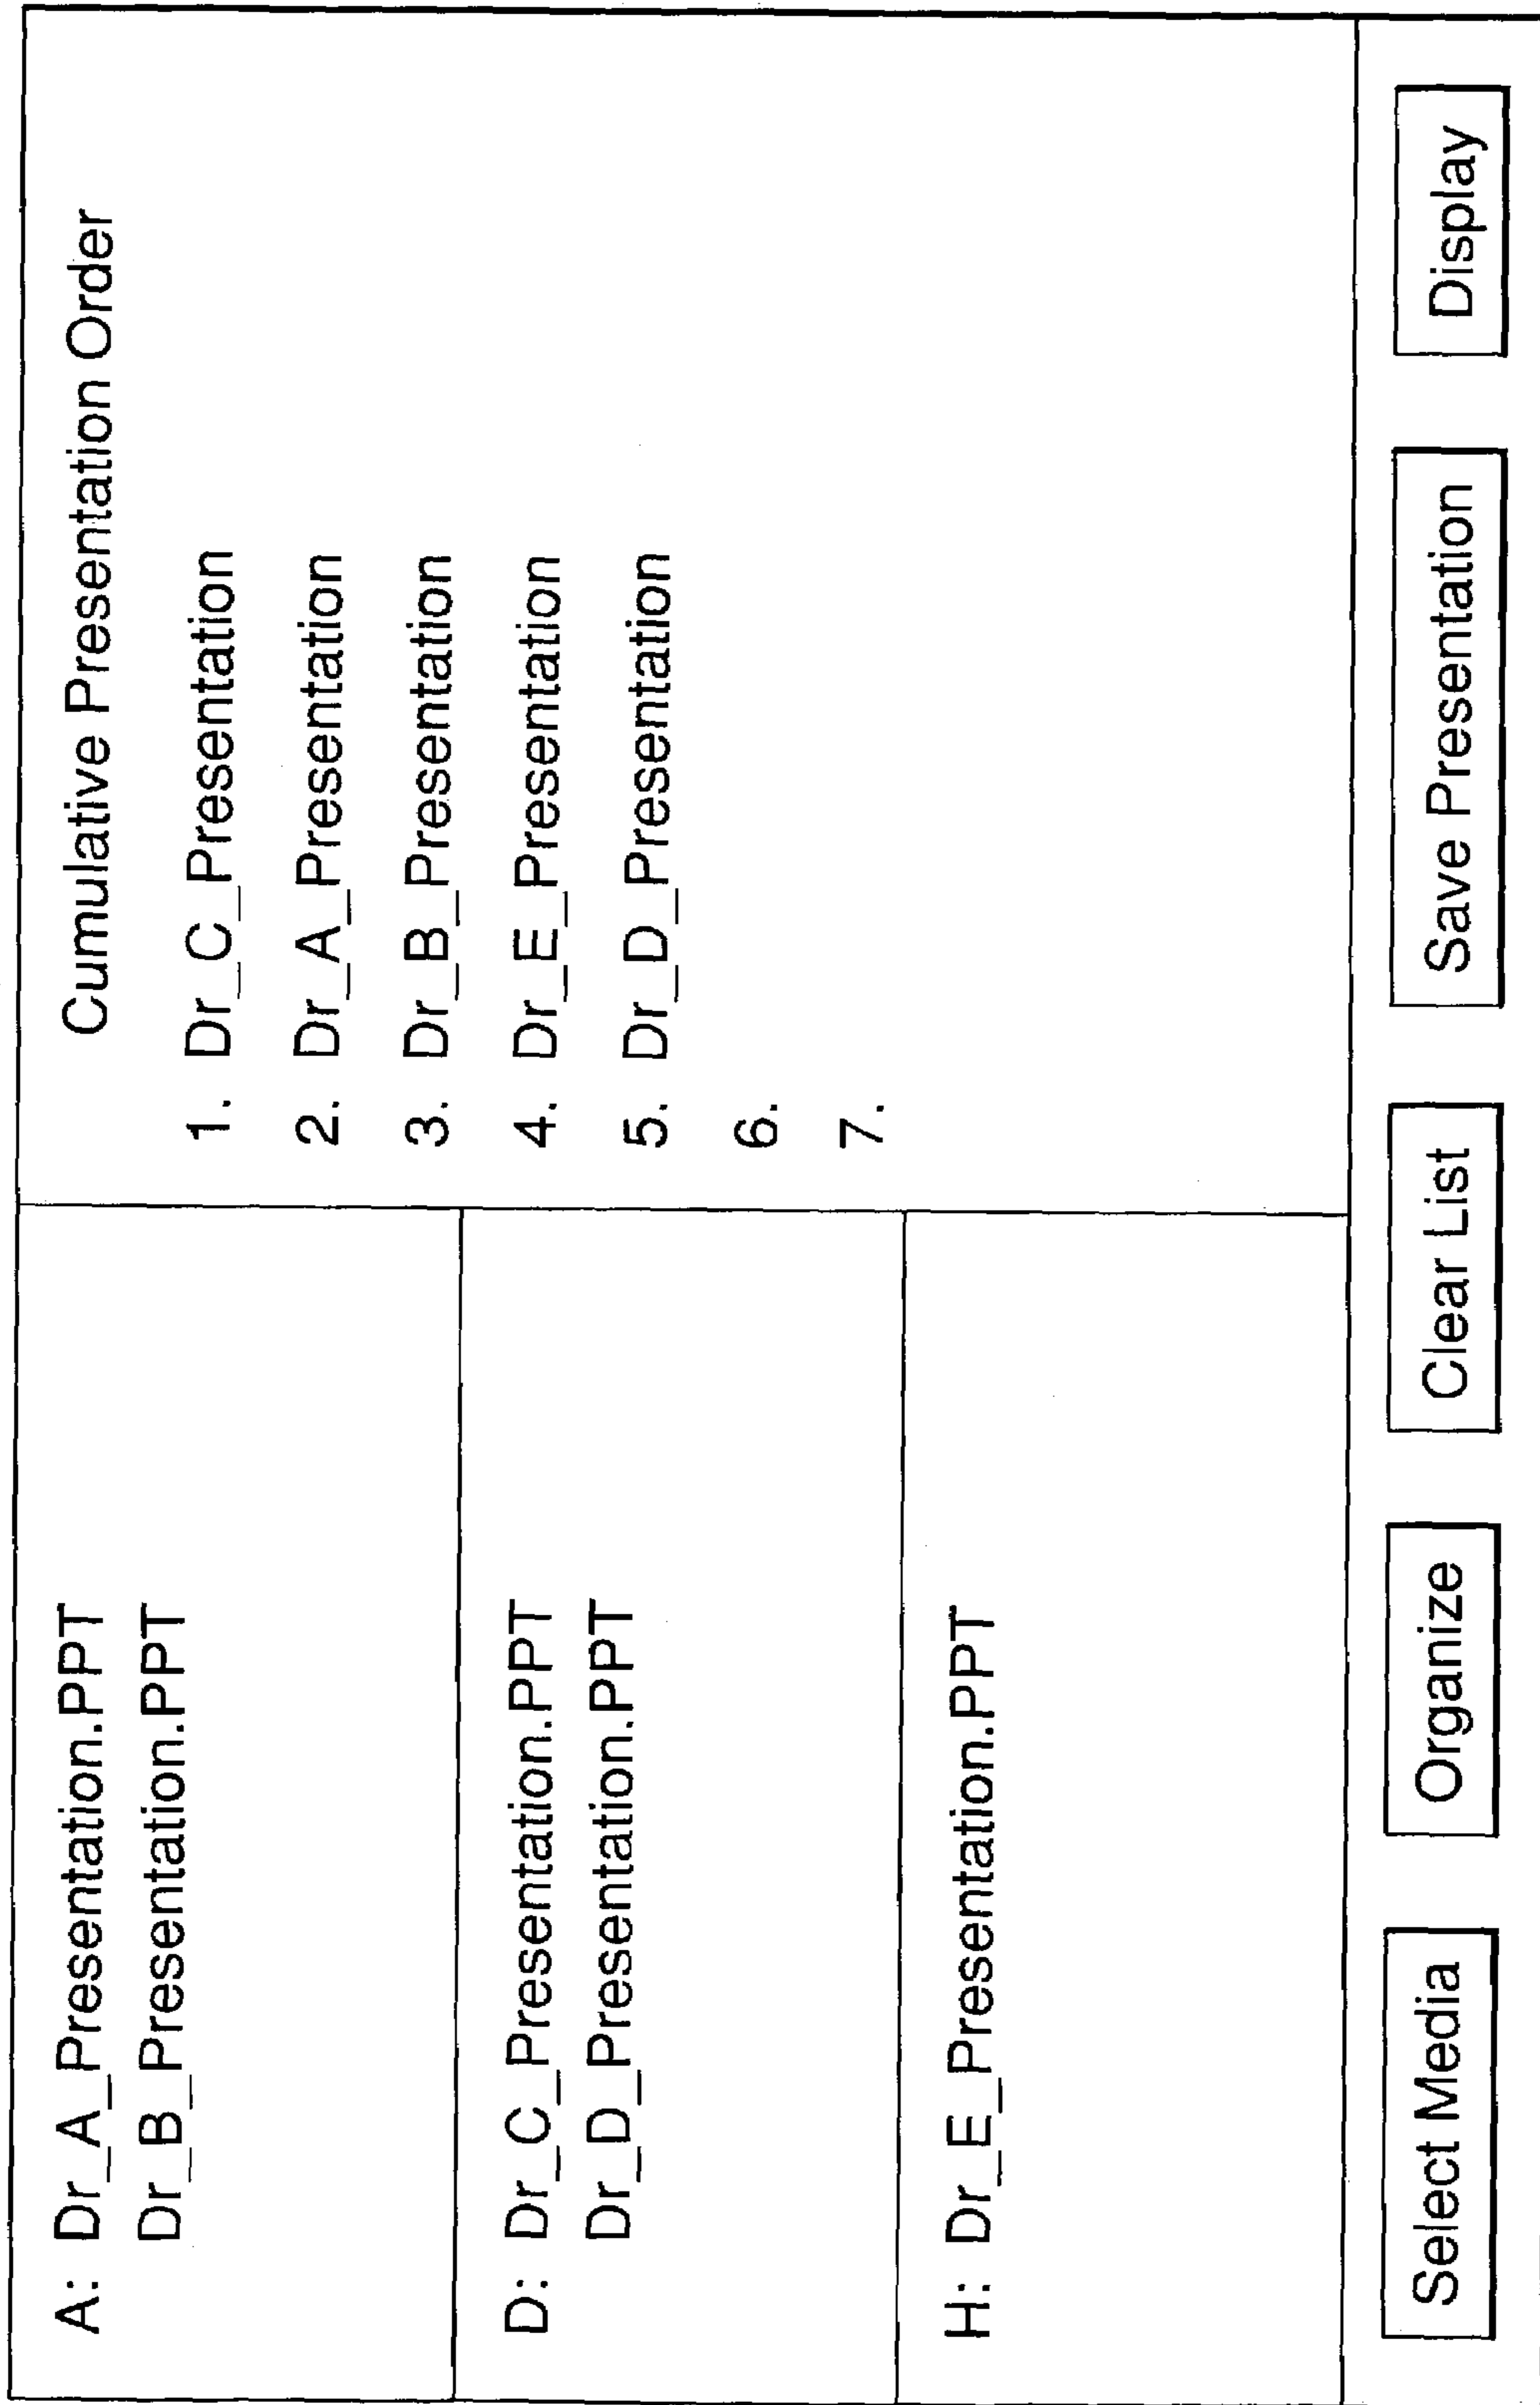 A: Dr_A_Presentation.PPT
Dr_B_Presentation.PPT
D: Dr_C_Presentation.PPT
Dr_D_Presentation.PPT
H: Dr_E_Presentation.PPT
Cumulative Presentation Order
1. Dr_C_Presentation
2. Dr_A_Presentation
3. Dr_B_Presentation
4. Dr_E_Presentation
5. Dr_D_Presentation
6.
7.
Select Media
Organize
Clear List
Save Presentation
Display